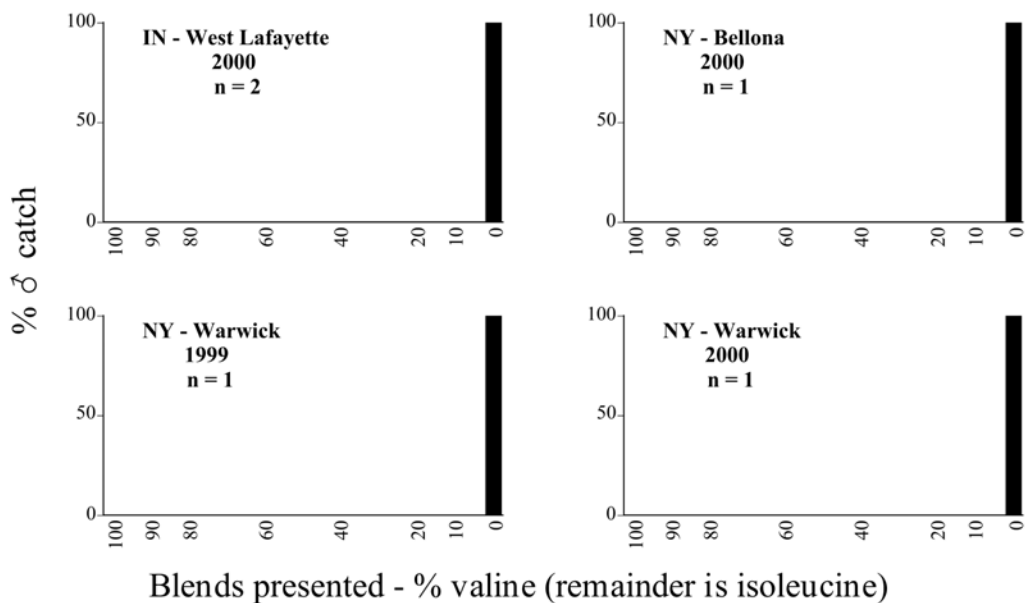 % ♂ catch
100
50
0
IN - West Lafayette
2000
n = 2
100 90 80 60 40 20 10 0
100
50
0
NY - Bellona
2000
n = 1
100 90 80 60 40 20 10 0
100
50
0
NY - Warwick
1999
n = 1
100 90 80 60 40 20 10 0
100
50
0
NY - Warwick
2000
n = 1
100 90 80 60 40 20 10 0
Blends presented - % valine (remainder is isoleucine)